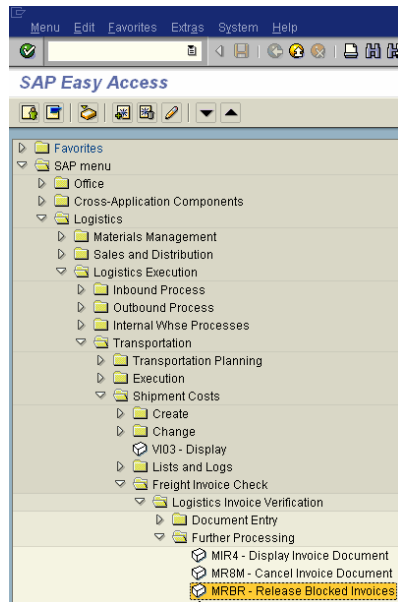 Menu Edit Favorites Extras System Help
SAP Easy Access
Favorites
SAP menu
Office
Cross-Application Components
Logistics
Materials Management
Sales and Distribution
Logistics Execution
Inbound Process
Outbound Process
Internal Whse Processes
Transportation
Transportation Planning
Execution
Shipment Costs
Create
Change
VI03 - Display
Lists and Logs
Freight Invoice Check
Logistics Invoice Verification
Document Entry
Further Processing
MIR4 - Display Invoice Document
MR8M - Cancel Invoice Document
MRBR - Release Blocked Invoices